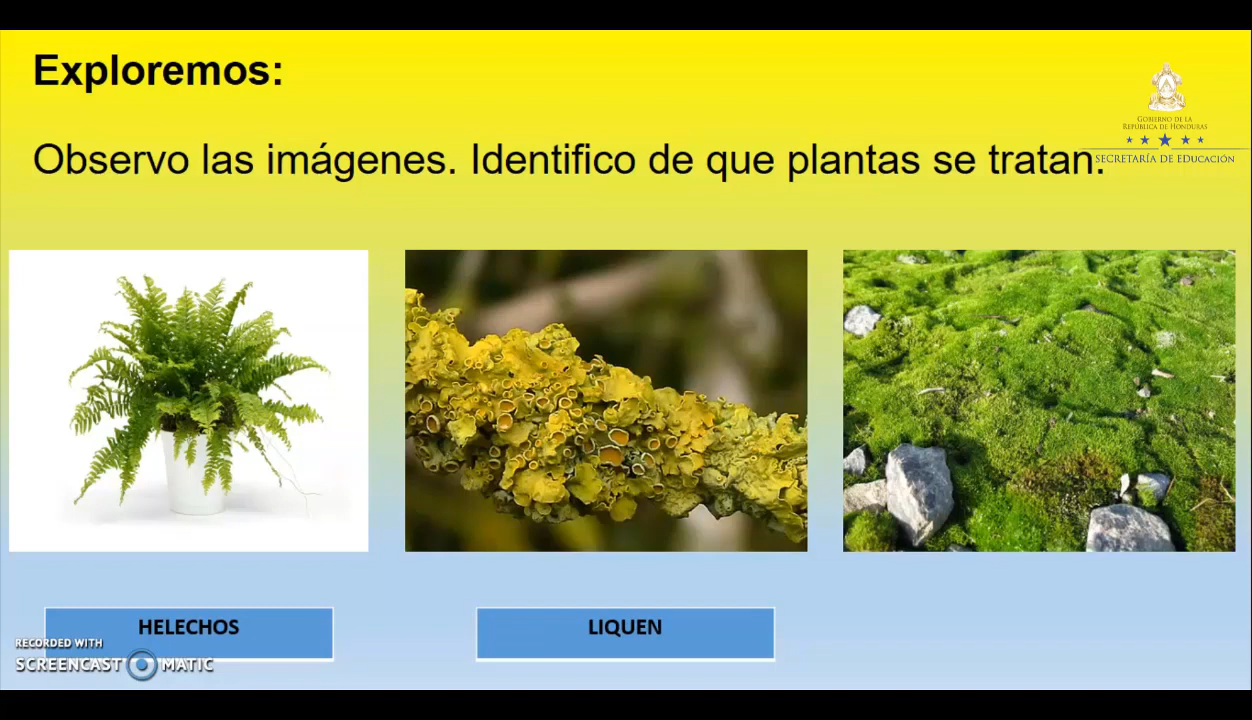 Exploremos:
GOBIERNO DE LA
REPÚBLICA DE HONDURAS
Observo las imágenes. Identifico de que plantas se tratan.
SECRETARÍA DE EDUCACIÓN
HELECHOS
LIQUEN
RECORDED WITH
SCREENCAST MATIC